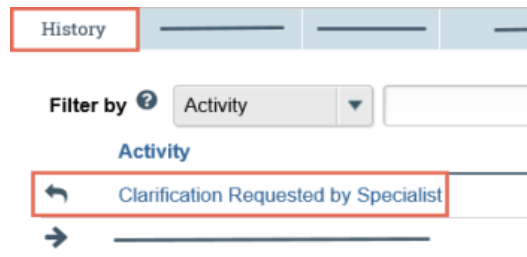 History
Filter by ? Activity
Activity
Clarification Requested by Specialist